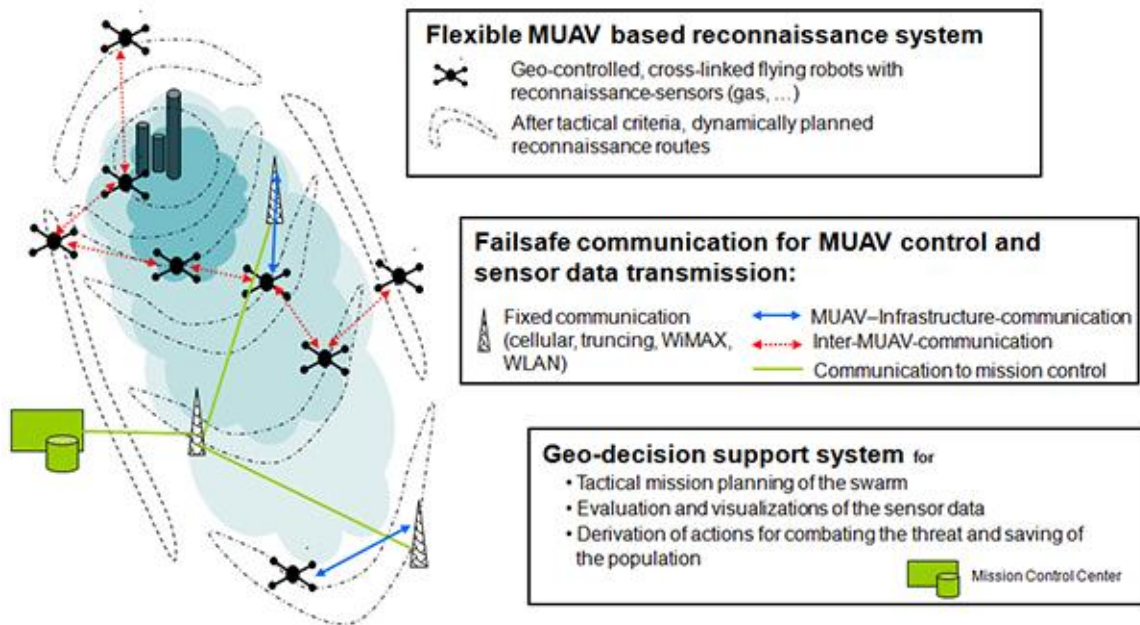 Flexible MUAV based reconnaissance system
Geo-controlled, cross-linked flying robots with
reconnaissance-sensors (gas, ...)
After tactical criteria, dynamically planned
reconnaissance routes
Failsafe communication for MUAV control and
sensor data transmission:
Fixed communication
(cellular, truncing, WiMAX,
WLAN)
MUAV–Infrastructure-communication
Inter-MUAV-communication
Communication to mission control
Geo-decision support system for
• Tactical mission planning of the swarm
• Evaluation and visualizations of the sensor data
• Derivation of actions for combating the threat and saving of
the population
Mission Control Center